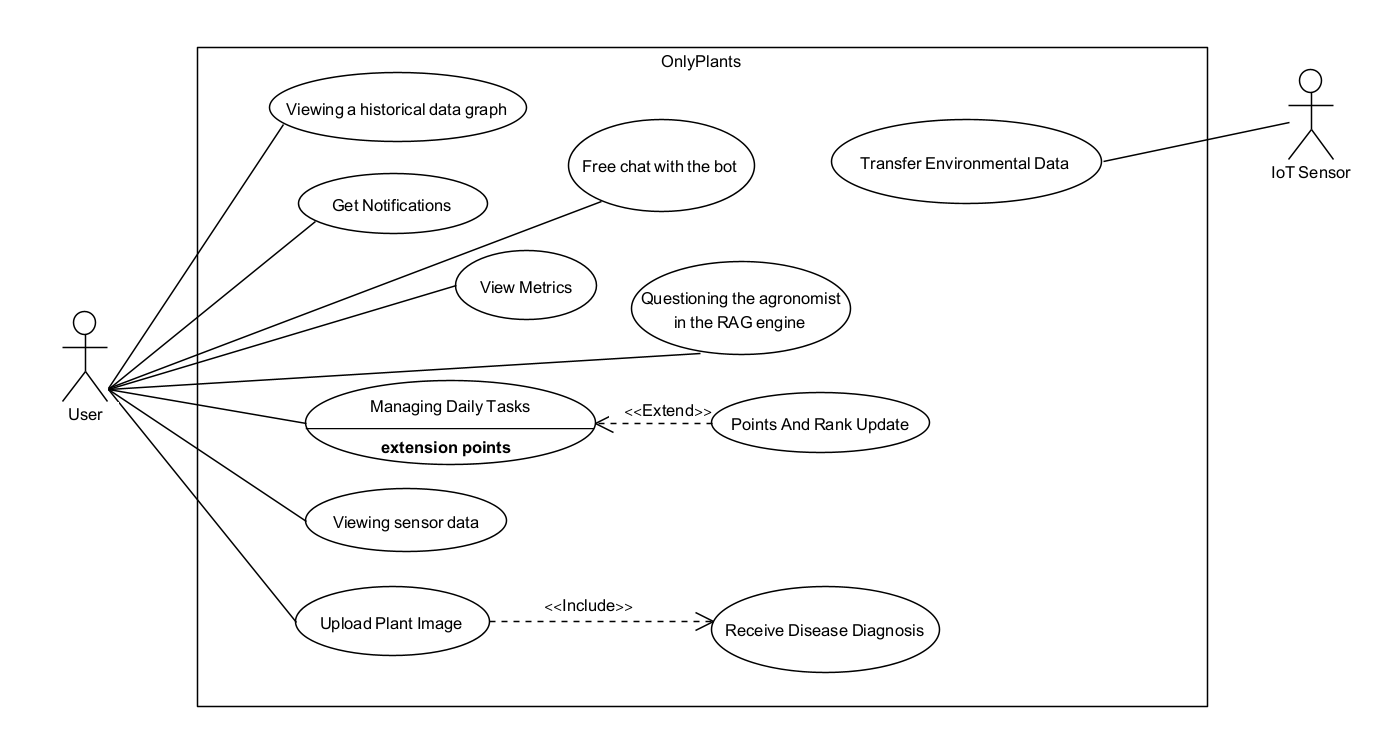 OnlyPlants
Viewing a historical data graph
Free chat with the bot
Transfer Environmental Data
IoT Sensor
Get Notifications
View Metrics
Questioning the agronomist
in the RAG engine
User
Managing Daily Tasks
extension points
<<Extend>>
Points And Rank Update
Viewing sensor data
Upload Plant Image
<<Include>>
Receive Disease Diagnosis